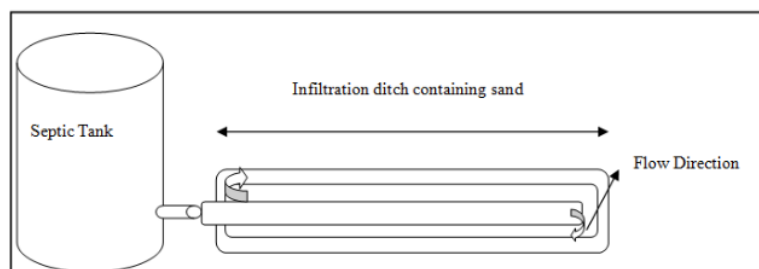 Infiltration ditch containing sand
Septic Tank
Flow Direction